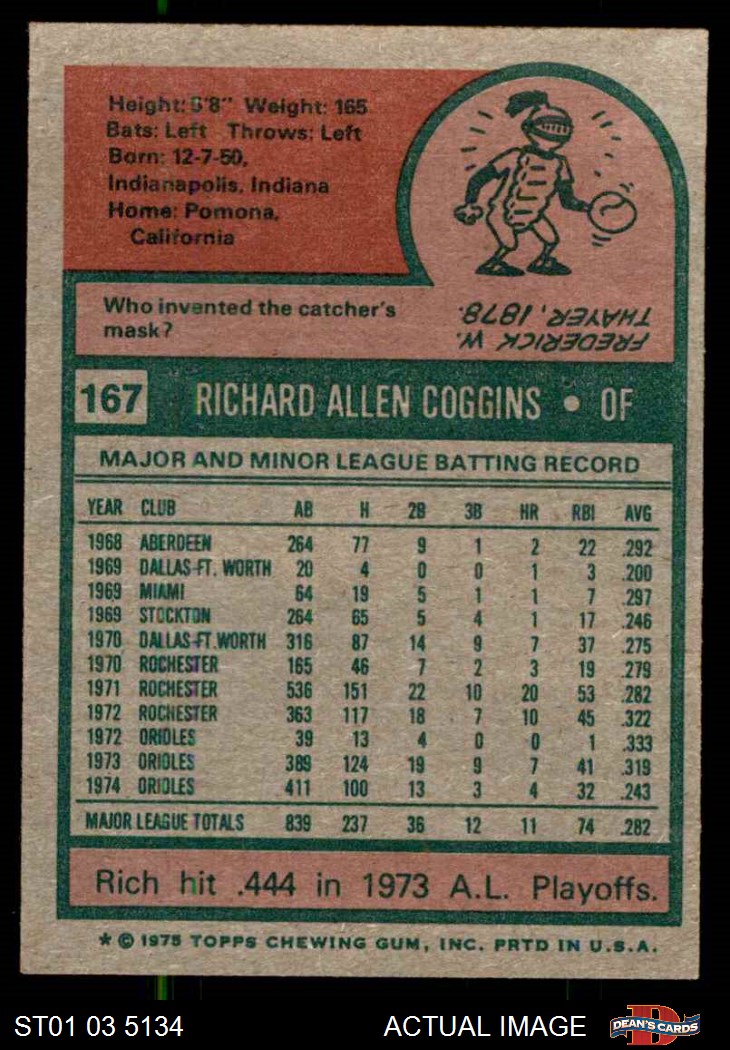 Height: 5'8" Weight: 165
Bats: Left Throws: Left
Born: 12-7-50,
Indianapolis, Indiana
Home: Pomona,
California
Who invented the catcher's
mask?
FREDERICK W.
THAYER, 1878.
167 RICHARD ALLEN COGGINS • OF
MAJOR AND MINOR LEAGUE BATTING RECORD
YEAR CLUB AB H 2B 3B HR RBI AVG
1968 ABERDEEN 264 77 9 1 2 22 .292
1969 DALLAS-FT. WORTH 20 4 0 0 1 3 .200
1969 MIAMI 64 19 5 1 1 7 .297
1969 STOCKTON 264 65 5 4 1 17 .246
1970 DALLAS-FT.WORTH 316 87 14 9 7 37 .275
1970 ROCHESTER 165 46 7 2 3 19 .279
1971 ROCHESTER 536 151 22 10 20 53 .282
1972 ROCHESTER 363 117 18 7 10 45 .322
1972 ORIOLES 39 13 4 0 0 1 .333
1973 ORIOLES 389 124 19 9 7 41 .319
1974 ORIOLES 411 100 13 3 4 32 .243
MAJOR LEAGUE TOTALS 839 237 36 12 11 74 .282
Rich hit .444 in 1973 A.L. Playoffs.
* © 1975 TOPPS CHEWING GUM, INC. PRTD IN U.S.A.
ST01 03 5134 ACTUAL IMAGE
D
DEAN'S CARDS